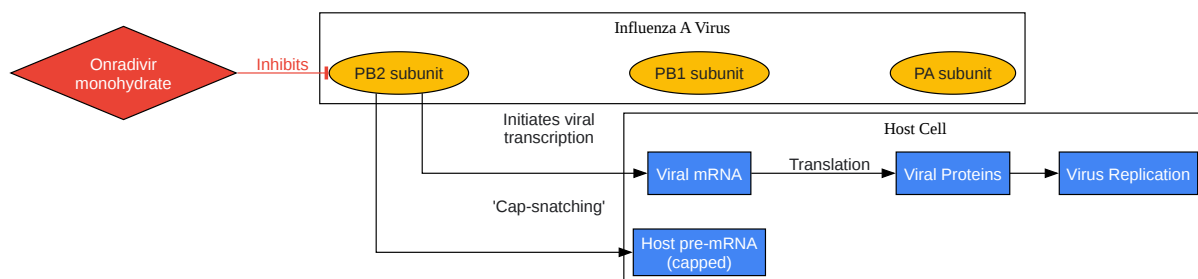 Influenza A Virus
Onradivir
monohydrate
Inhibits
PB2 subunit
PB1 subunit
PA subunit
Initiates viral
transcription
Host Cell
Viral mRNA
Translation
Viral Proteins
Virus Replication
'Cap-snatching'
Host pre-mRNA
(capped)